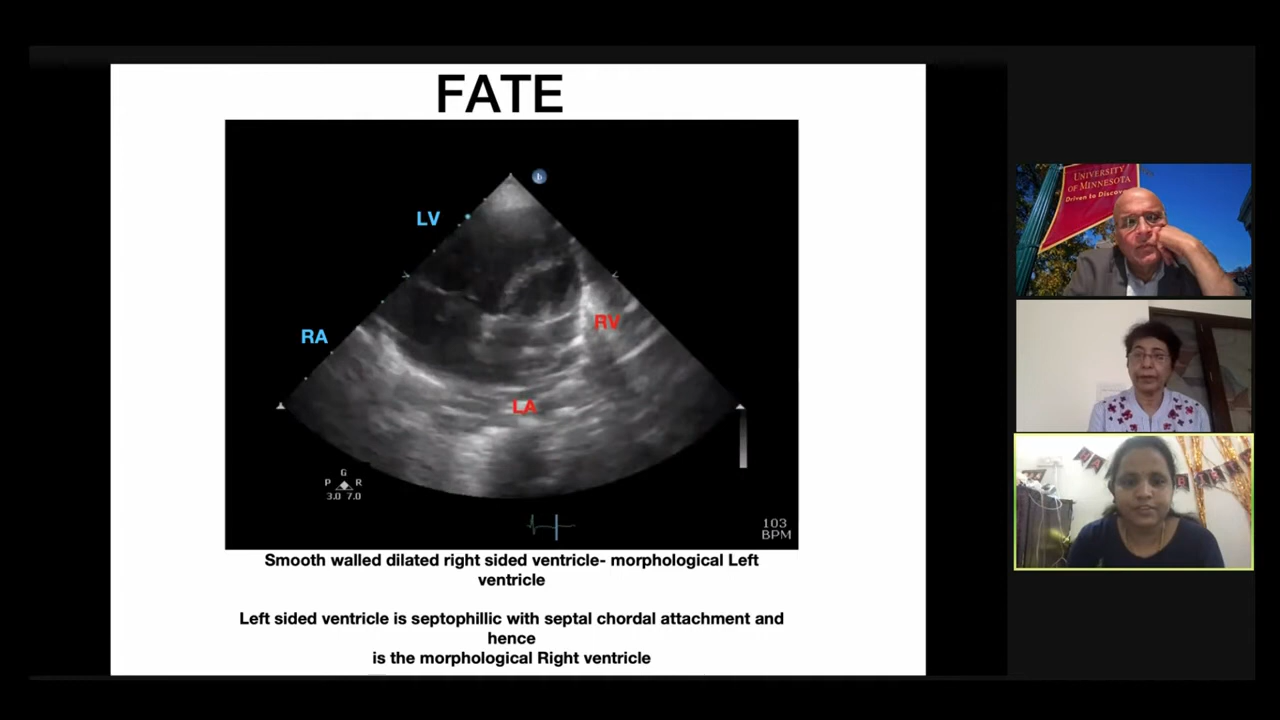 FATE
b
LV
RV
RA
LA
G
P R
3.0 7.0
103
BPM
Smooth walled dilated right sided ventricle- morphological Left
ventricle
Left sided ventricle is septophillic with septal chordal attachment and
hence
is the morphological Right ventricle
UNIVERSITY
OF MINNESOTA
Driven to Discover